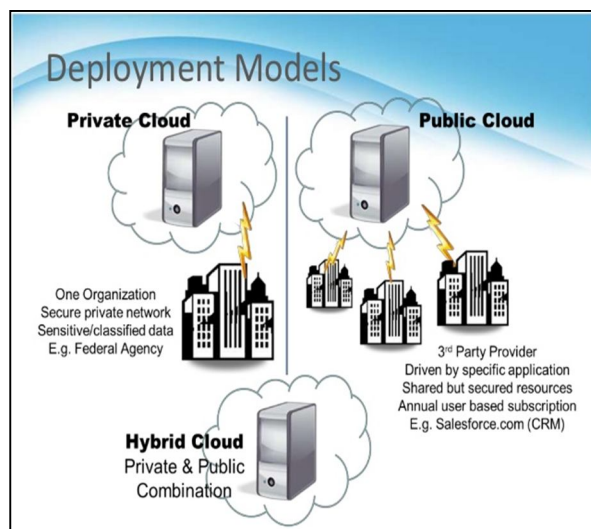 Deployment Models
Private Cloud
One Organization
Secure private network
Sensitive/classified data
E.g. Federal Agency
Public Cloud
3rd Party Provider
Driven by specific application
Shared but secured resources
Annual user based subscription
E.g. Salesforce.com (CRM)
Hybrid Cloud
Private & Public
Combination